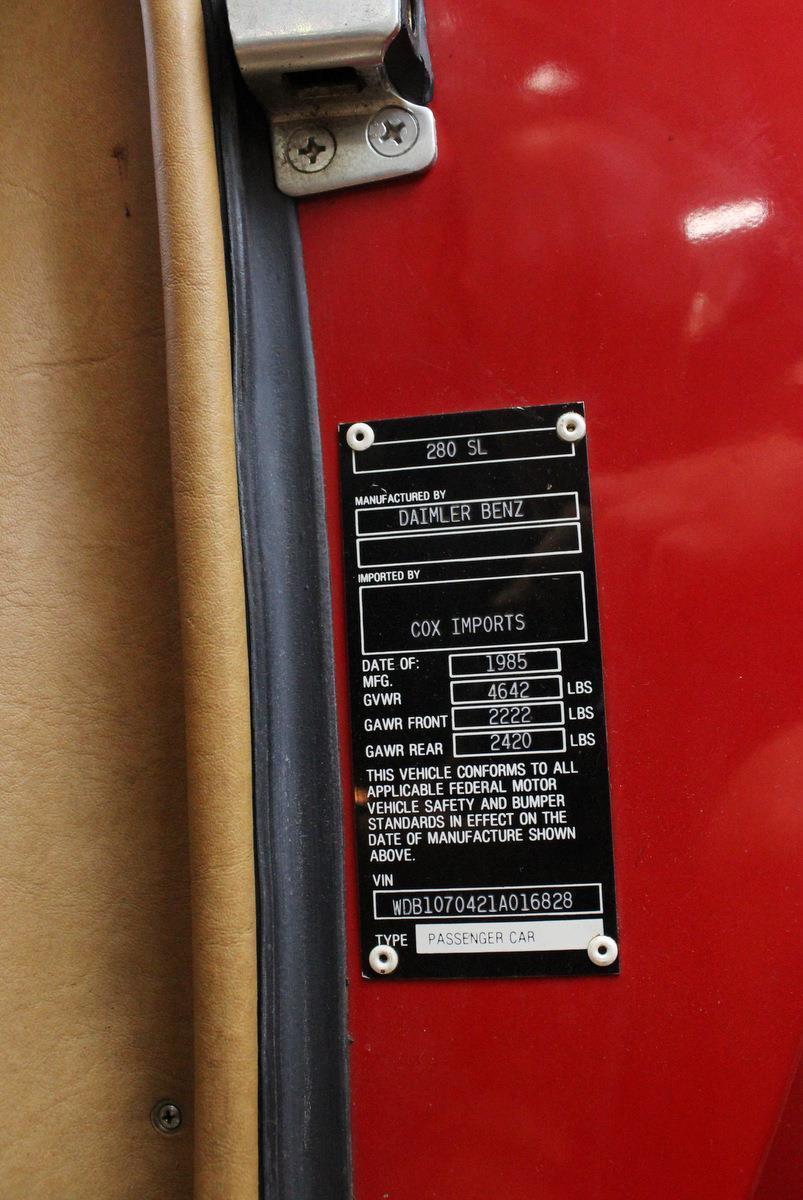 280 SL
MANUFACTURED BY
DAIMLER BENZ
IMPORTED BY
COX IMPORTS
DATE OF: 1985
MFG.
GVWR 4642 LBS
GAWR FRONT 2222 LBS
GAWR REAR 2420 LBS
THIS VEHICLE CONFORMS TO ALL
APPLICABLE FEDERAL MOTOR
VEHICLE SAFETY AND BUMPER
STANDARDS IN EFFECT ON THE
DATE OF MANUFACTURE SHOWN
ABOVE.
VIN
WDB1070421A016828
TYPE PASSENGER CAR